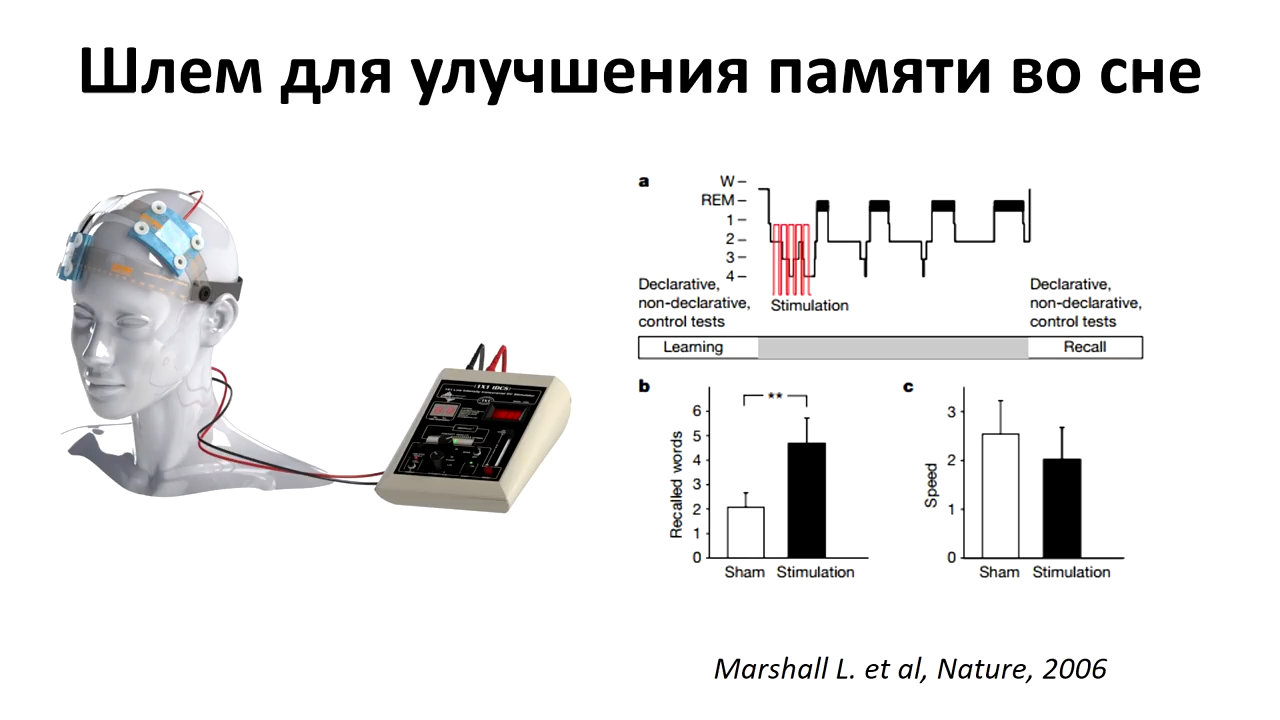 Шлем для улучшения памяти во сне
1X1 tDCS
a
W
REM
1
2
3
4
Declarative,
non-declarative,
control tests
Stimulation
Declarative,
non-declarative,
control tests
Learning
Recall
b
**
Recalled words
6
5
4
3
2
1
0
Sham Stimulation
c
Speed
3
2
1
0
Sham Stimulation
Marshall L. et al, Nature, 2006